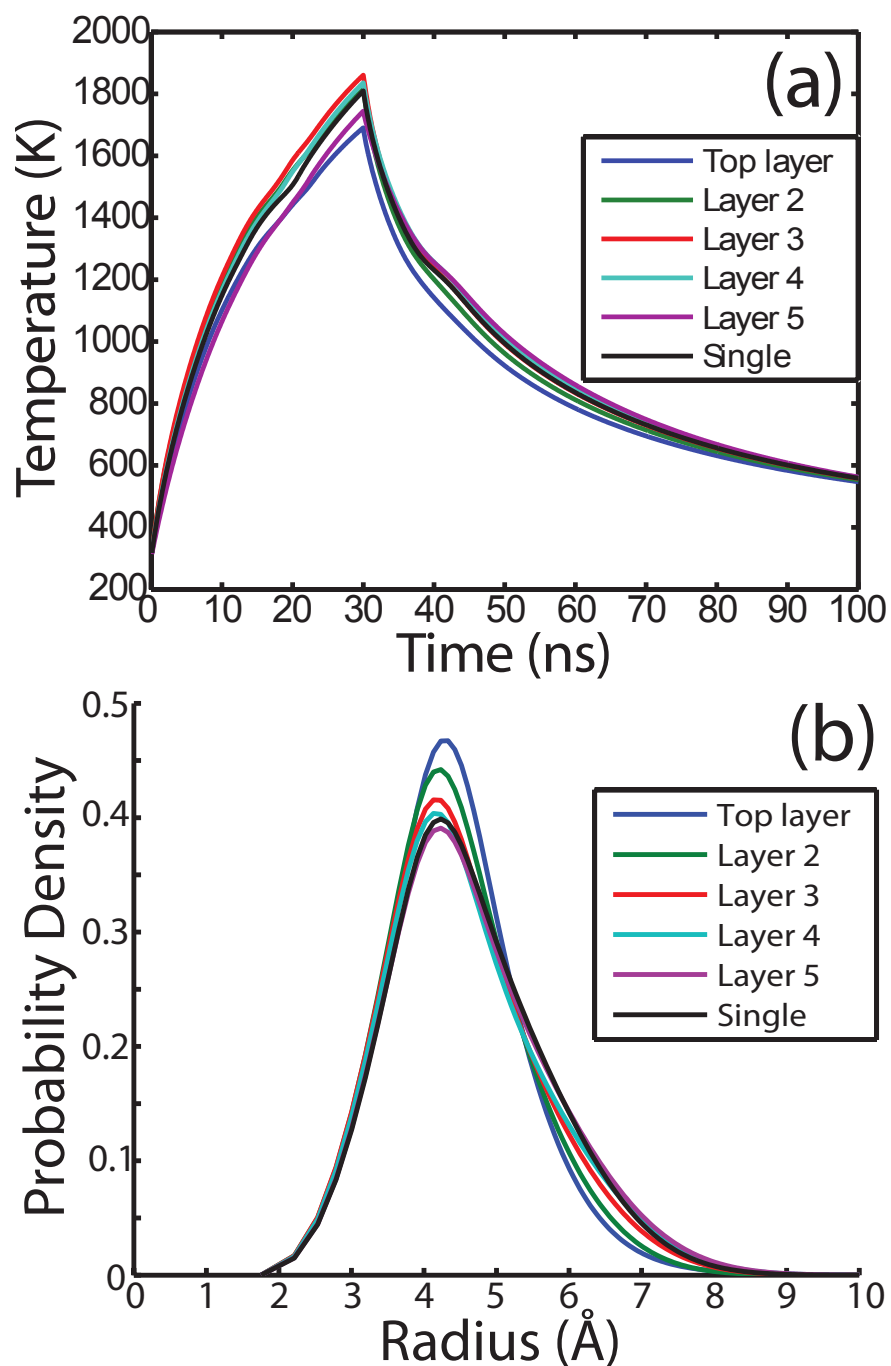 2000
(a)
1800
1600
1400
1200
1000
800
600
400
200
Temperature (K)
Top layer
Layer 2
Layer 3
Layer 4
Layer 5
Single
0 10 20 30 40 50 60 70 80 90 100
Time (ns)
0.5
(b)
0.4
0.3
0.2
0.1
0
Probability Density
Top layer
Layer 2
Layer 3
Layer 4
Layer 5
Single
0 1 2 3 4 5 6 7 8 9 10
Radius (Å)